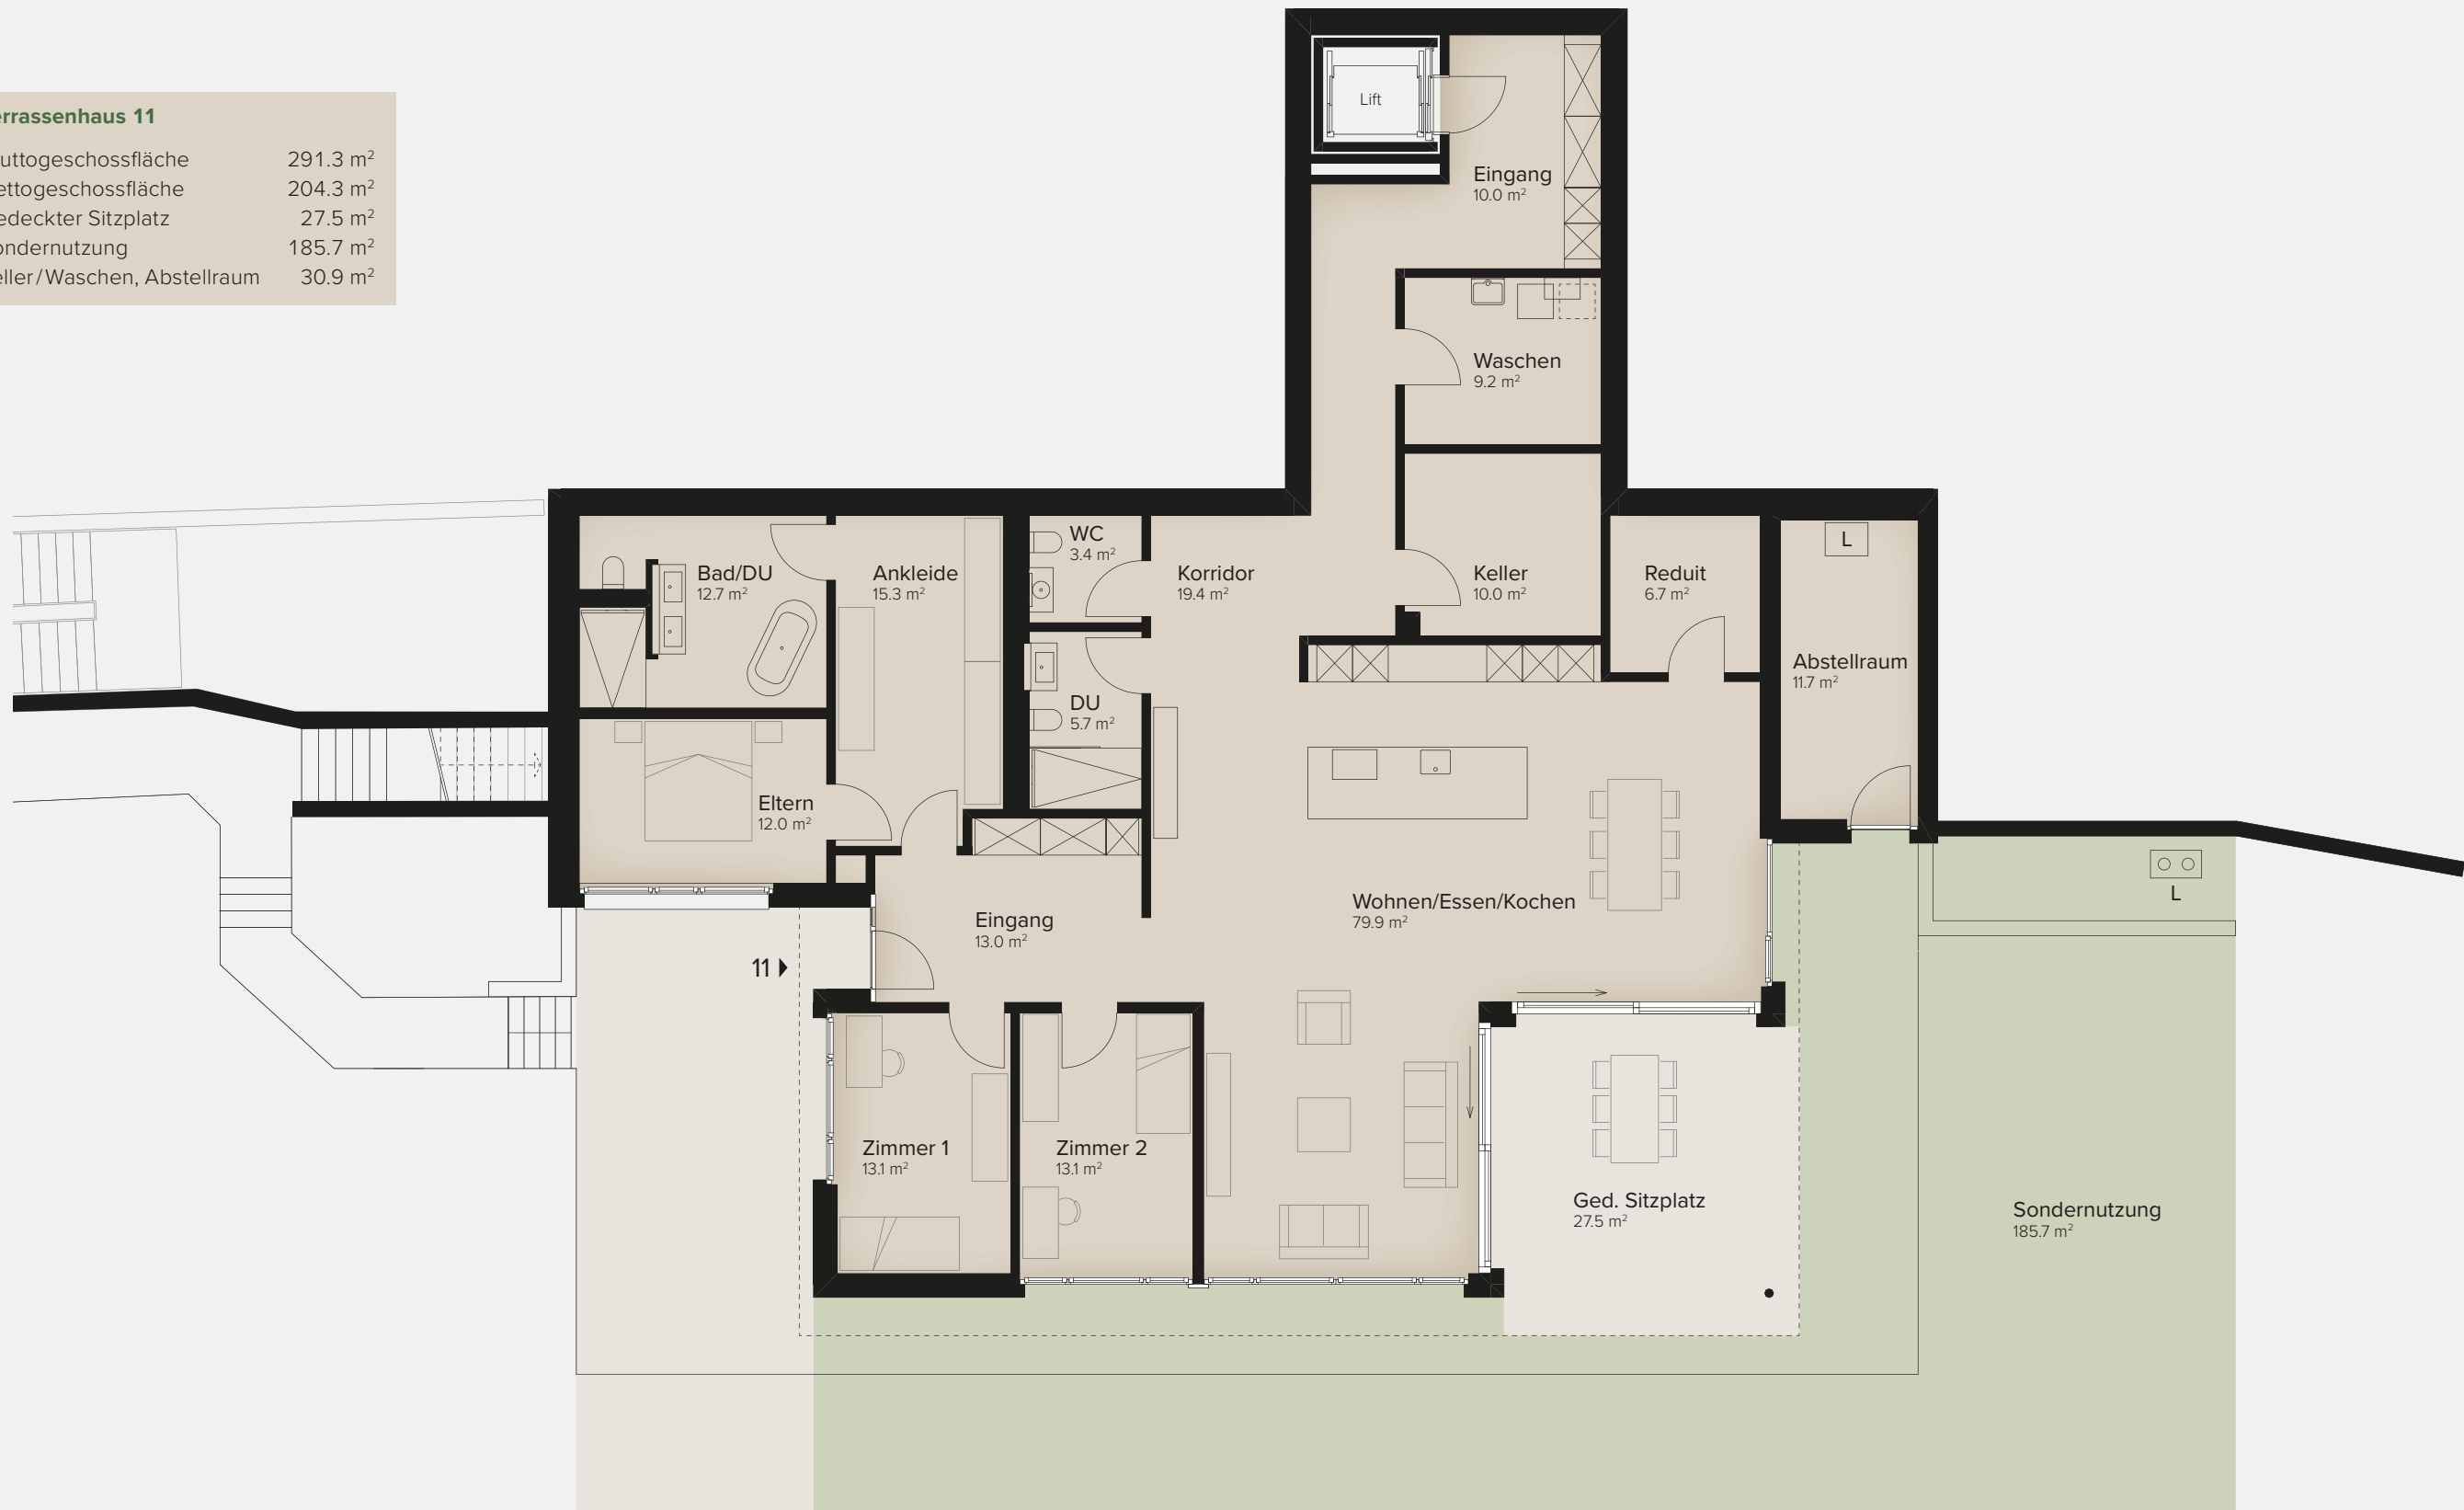 errassenhaus 11
uttogeschossfläche 291.3 m²
ettogeschossfläche 204.3 m²
edeckter Sitzplatz 27.5 m²
ondernutzung 185.7 m²
eller/Waschen, Abstellraum 30.9 m²
Lift
Eingang
10.0 m²
Waschen
9.2 m²
WC
3.4 m²
L
Bad/DU
12.7 m²
Ankleide
15.3 m²
Korridor
19.4 m²
Keller
10.0 m²
Reduit
6.7 m²
Abstellraum
11.7 m²
DU
5.7 m²
Eltern
12.0 m²
L
Wohnen/Essen/Kochen
79.9 m²
Eingang
13.0 m²
11
Zimmer 1
13.1 m²
Zimmer 2
13.1 m²
Ged. Sitzplatz
27.5 m²
Sondernutzung
185.7 m²